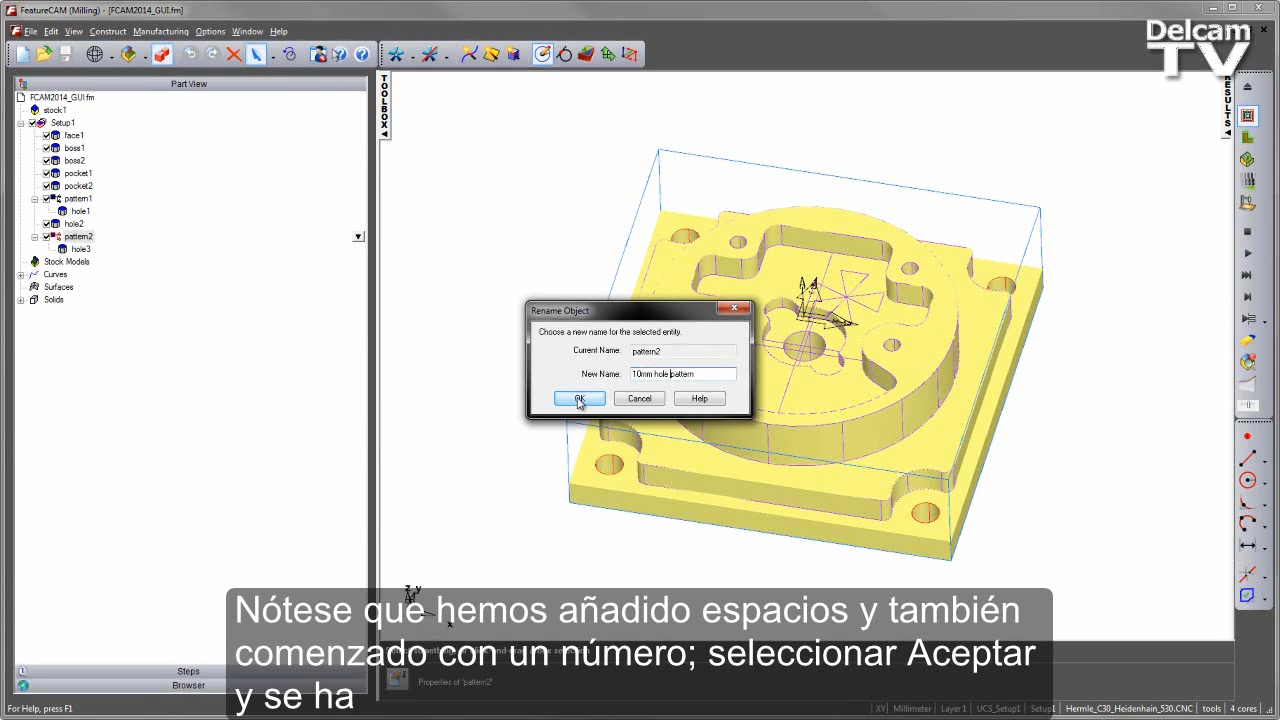 FeatureCAM (Milling) - [FCAM2014_GUI.fm]
File Edit View Construct Manufacturing Options Window Help
Delcam
TV
Part View
FCAM2014_GUI.fm
stock1
Setup1
face1
boss1
boss2
pocket1
pocket2
pattern1
hole1
hole2
pattern2
hole3
Stock Models
Curves
Surfaces
Solids
TOOLBOX
RESULTS
Rename Object
Choose a new name for the selected entity.
Current Name: pattern2
New Name: 10mm hole pattern
OK Cancel Help
z y
x
Nótese que hemos añadido espacios y también
comenzado con un número; seleccionar Aceptar
y se ha
Steps
Browser
Properties of 'pattern2'
For Help, press F1
XY Millimeter Layer1 UCS_Setup1 Setup1 Hermle_C30_Heidenhain_530.CNC tools 4 cores